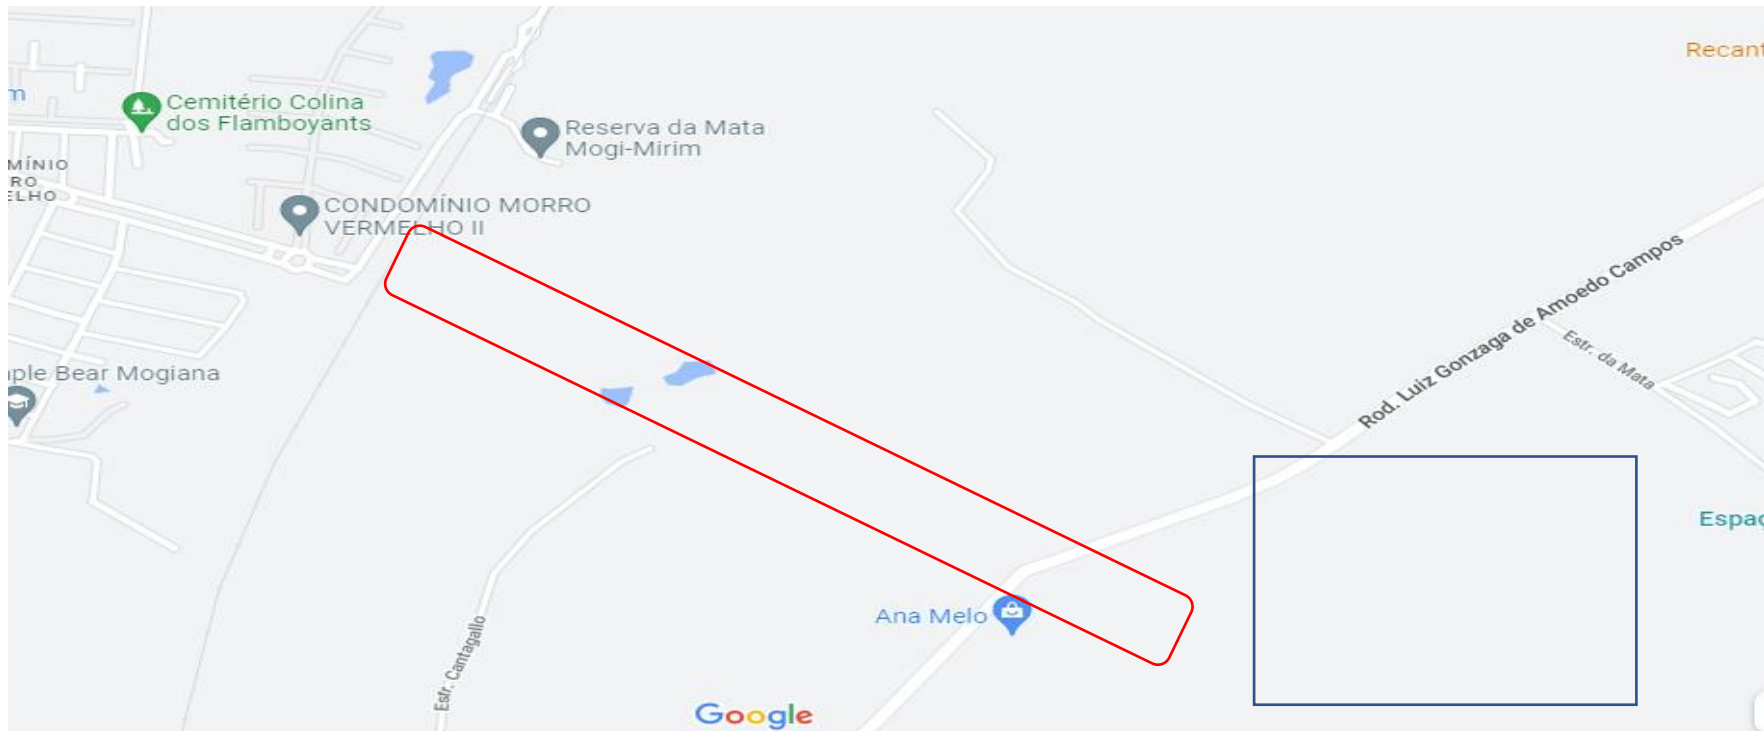 Recant
m
Cemitério Colina
dos Flamboyants
Reserva da Mata
Mogi-Mirim
MÍNIO
RO
ELHO
CONDOMÍNIO MORRO
VERMELHO II
Rod. Luiz Gonzaga de Amoedo Campos
Estr. da Mata
ple Bear Mogiana
Espaç
Ana Melo
Estr. Cantagallo
Google